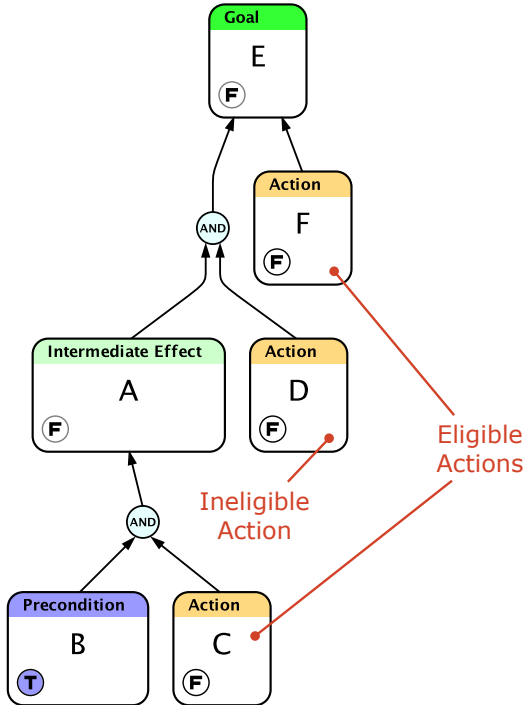 Goal
E
F
AND
Action
F
F
Intermediate Effect
A
F
Action
D
F
Eligible
Actions
Ineligible
Action
AND
Precondition
B
T
Action
C
F